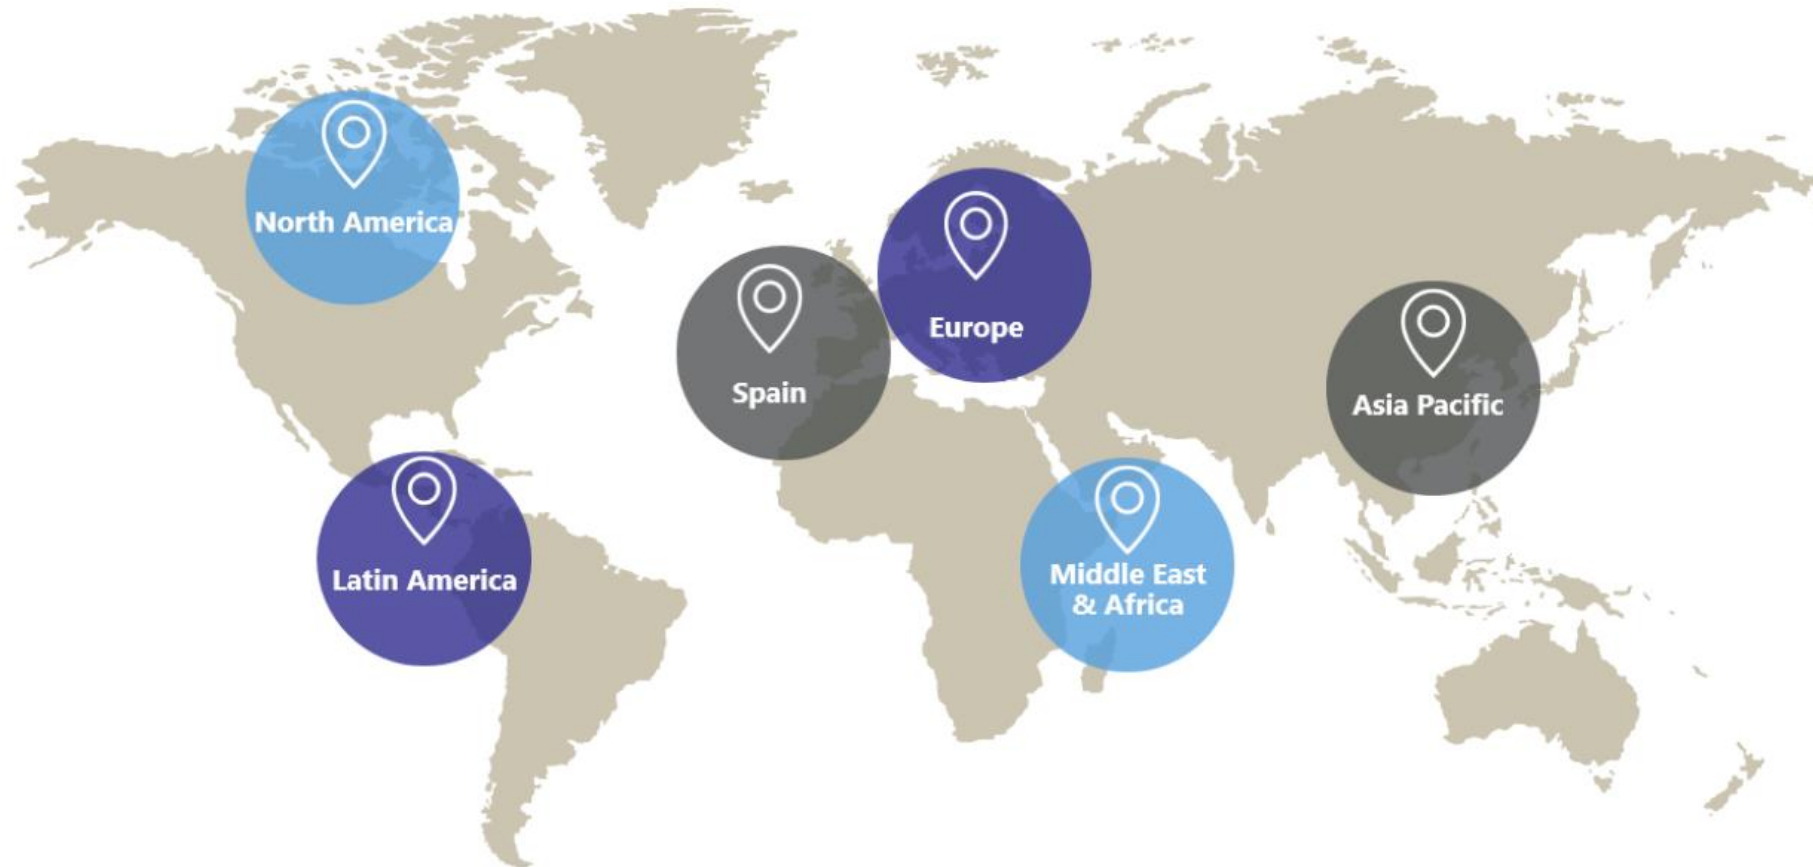 North America
Europe
Spain
Asia Pacific
Latin America
Middle East
& Africa